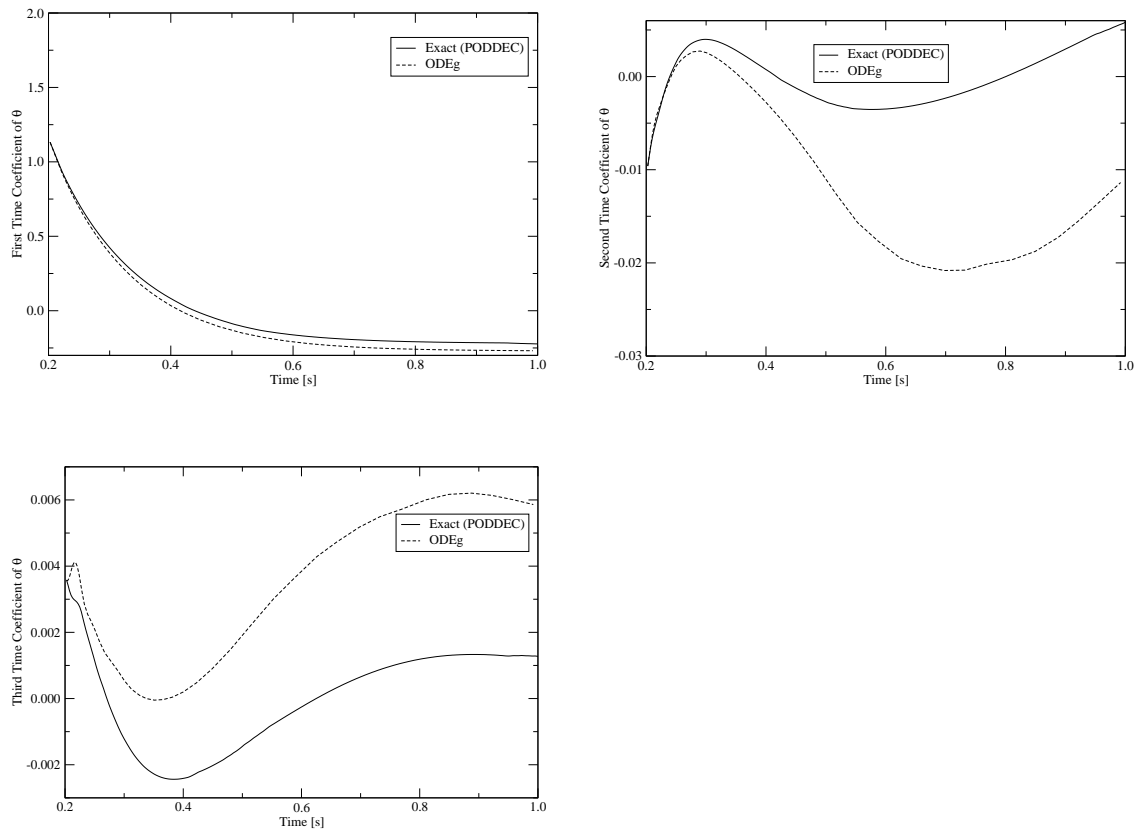 2.0
1.5
1.0
0.5
0.0
First Time Coefficient of θ
Exact (PODDEC)
ODEg
0.2
0.4
0.6
0.8
1.0
Time [s]
0.00
-0.01
-0.02
-0.03
Second Time Coefficient of θ
Exact (PODDEC)
ODEg
0.2
0.4
0.6
0.8
1.0
Time [s]
0.006
0.004
0.002
0.000
-0.002
Third Time Coefficient of θ
Exact (PODDEC)
ODEg
0.2
0.4
0.6
0.8
1.0
Time [s]